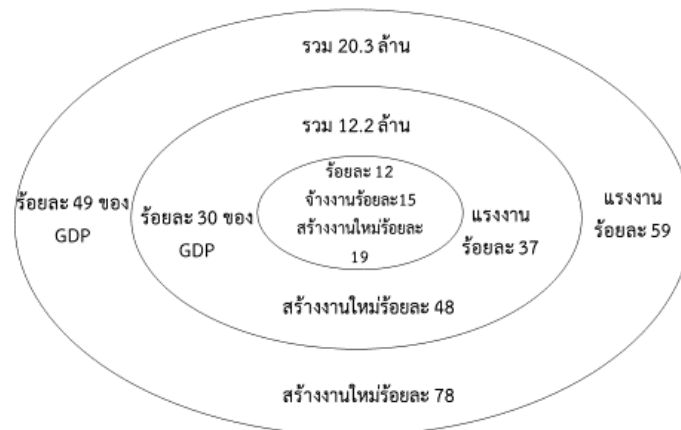 รวม 20.3 ล้าน
รวม 12.2 ล้าน
ร้อยละ 12
จ้างงานร้อยละ15
สร้างงานใหม่ร้อยละ
19
ร้อยละ 49 ของ
GDP
ร้อยละ 30 ของ
GDP
แรงงาน
ร้อยละ 37
แรงงาน
ร้อยละ 59
สร้างงานใหม่ร้อยละ 48
สร้างงานใหม่ร้อยละ 78